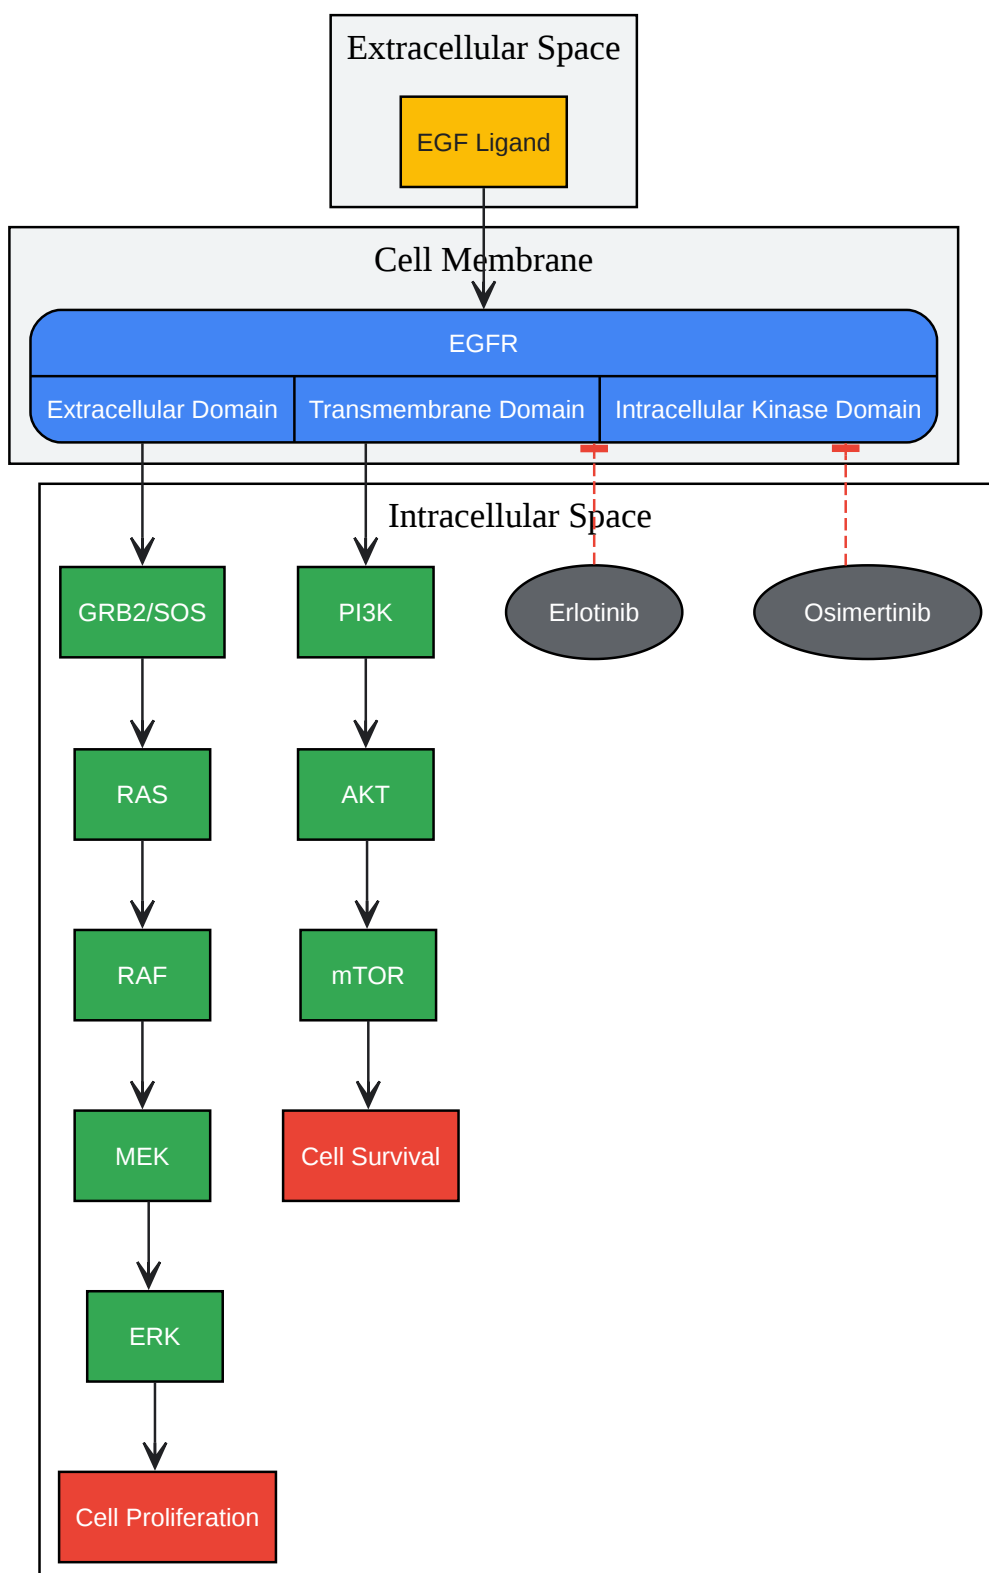 Extracellular Space
EGF Ligand
Cell Membrane
EGFR
Extracellular Domain
Transmembrane Domain
Intracellular Kinase Domain
Intracellular Space
GRB2/SOS
PI3K
Erlotinib
Osimertinib
RAS
AKT
RAF
mTOR
MEK
Cell Survival
ERK
Cell Proliferation